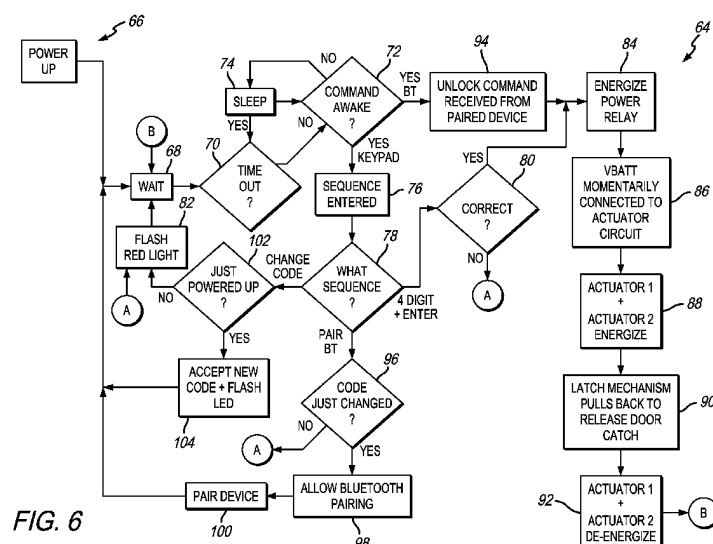 66
POWER
UP
NO
72
74
SLEEP
COMMAND
AWAKE
?
YES
BT
94
UNLOCK COMMAND
RECEIVED FROM
PAIRED DEVICE
84
64
ENERGIZE
POWER
RELAY
YES
NO
B
68
WAIT
70
TIME
OUT
?
YES
KEYPAD
SEQUENCE
ENTERED
76
YES
80
CORRECT
?
NO
A
VBATT
MOMENTARILY
CONNECTED TO
ACTUATOR
CIRCUIT
86
82
FLASH
RED LIGHT
A
102
JUST
POWERED UP
?
NO
YES
CHANGE
CODE
78
WHAT
SEQUENCE
?
4 DIGIT
+ ENTER
PAIR
BT
ACTUATOR 1
+
ACTUATOR 2
ENERGIZE
88
ACCEPT NEW
CODE + FLASH
LED
104
96
CODE
JUST CHANGED
?
NO
A
YES
LATCH MECHANISM
PULLS BACK TO
RELEASE DOOR
CATCH
90
PAIR DEVICE
100
ALLOW BLUETOOTH
PAIRING
98
92
ACTUATOR 1
+
ACTUATOR 2
DE-ENERGIZE
B
FIG. 6